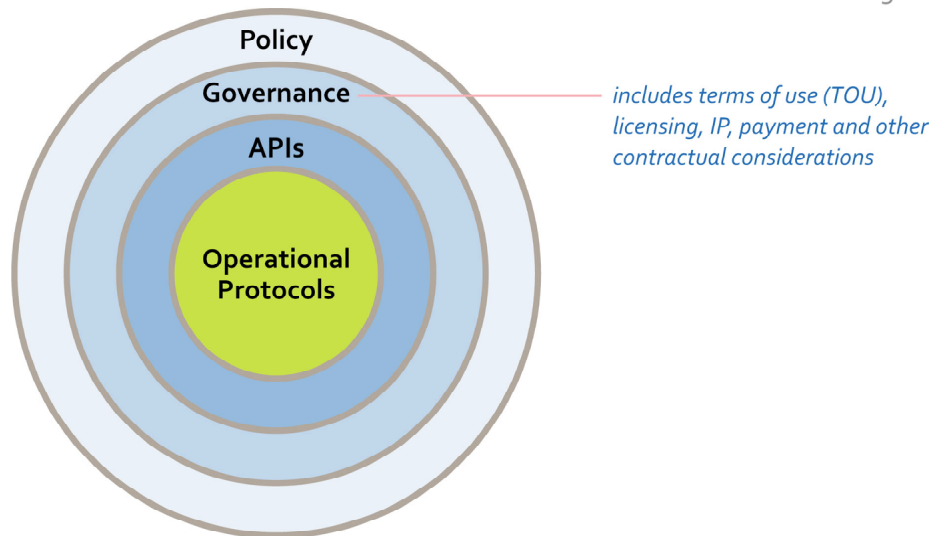 Policy
Governance
includes terms of use (TOU),
licensing, IP, payment and other
contractual considerations
APIs
Operational
Protocols